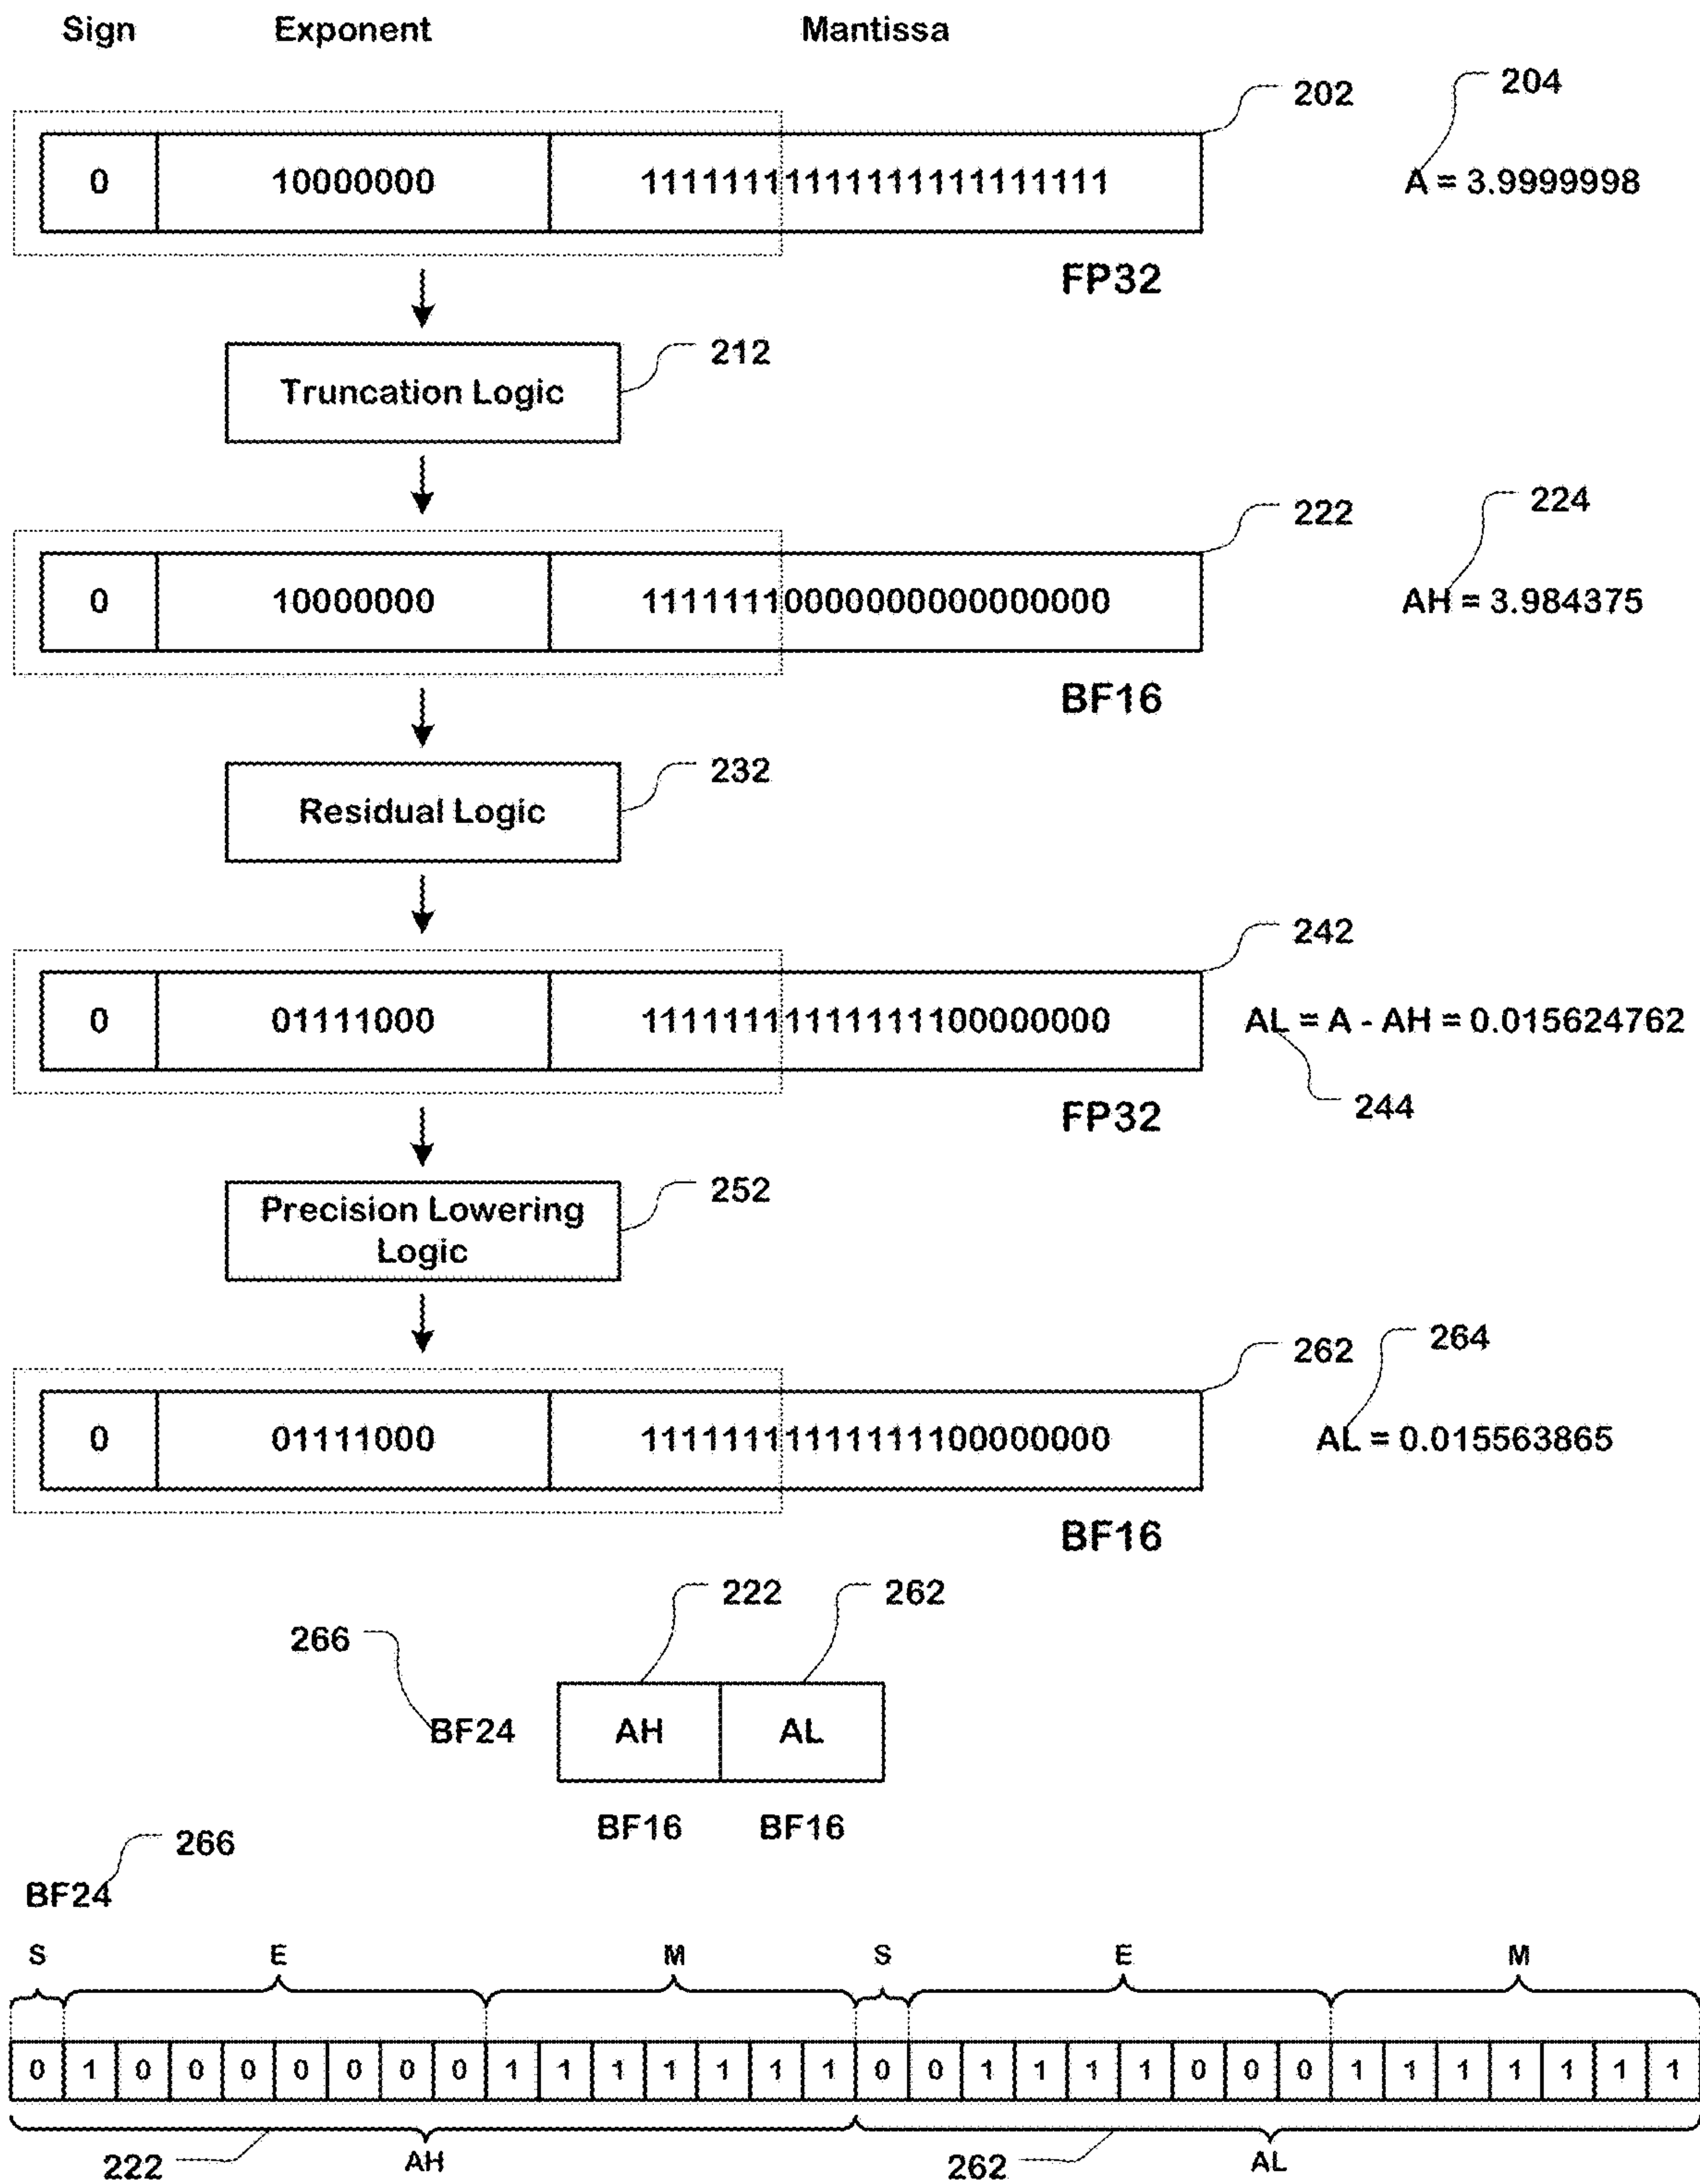 Sign Exponent Mantissa
202 204
0 10000000 11111111111111111111111 A = 3.9999998
FP32
212
Truncation Logic
222 224
0 10000000 11111110000000000000000 AH = 3.984375
BF16
232
Residual Logic
242
0 01111000 11111111111111100000000 AL = A - AH = 0.015624762
244
FP32
252
Precision Lowering
Logic
262 264
0 01111000 11111111111111100000000 AL = 0.015563865
BF16
222 262
266
BF24 AH AL
BF16 BF16
266
BF24
S E M S E M
0 1 0 0 0 0 0 0 0 1 1 1 1 1 1 1 0 0 1 1 1 1 0 0 0 1 1 1 1 1 1 1
222 AH 262 AL